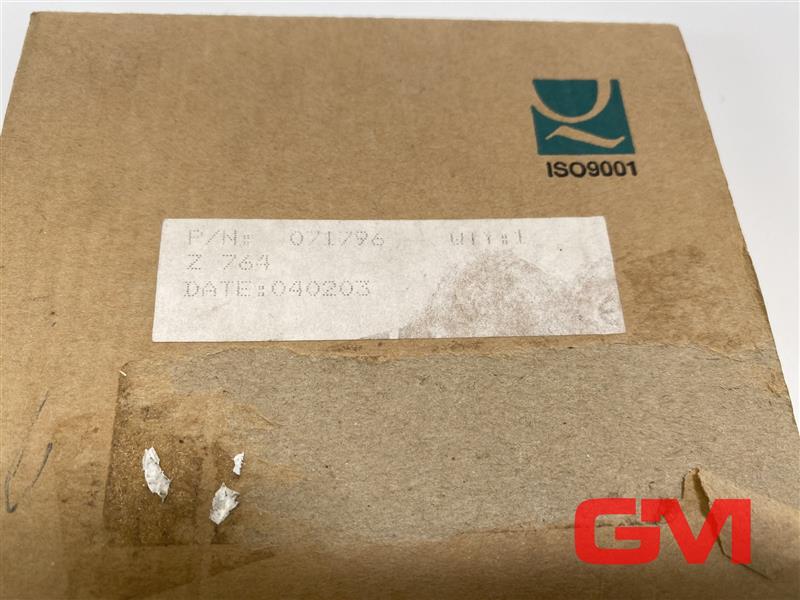 ISO9001
P/N: 071796 QTY:1
Z 764
DATE:040203
GM